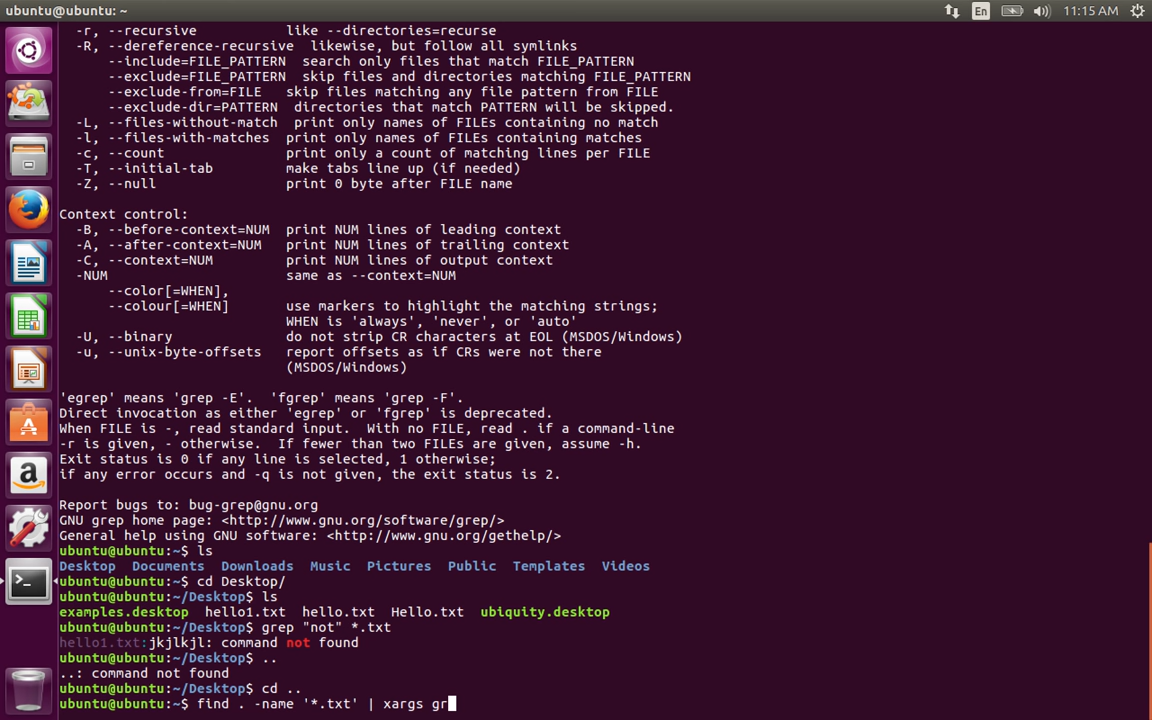 ubuntu@ubuntu: ~
En
11:15 AM
-r, --recursive           like --directories=recurse
-R, --dereference-recursive  likewise, but follow all symlinks
--include=FILE_PATTERN  search only files that match FILE_PATTERN
--exclude=FILE_PATTERN  skip files and directories matching FILE_PATTERN
--exclude-from=FILE   skip files matching any file pattern from FILE
--exclude-dir=PATTERN  directories that match PATTERN will be skipped.
-L, --files-without-match  print only names of FILEs containing no match
-l, --files-with-matches  print only names of FILEs containing matches
-c, --count               print only a count of matching lines per FILE
-T, --initial-tab         make tabs line up (if needed)
-Z, --null                print 0 byte after FILE name
Context control:
-B, --before-context=NUM  print NUM lines of leading context
-A, --after-context=NUM   print NUM lines of trailing context
-C, --context=NUM         print NUM lines of output context
-NUM                      same as --context=NUM
--color[=WHEN],
--colour[=WHEN]       use markers to highlight the matching strings;
WHEN is 'always', 'never', or 'auto'
-U, --binary              do not strip CR characters at EOL (MSDOS/Windows)
-u, --unix-byte-offsets   report offsets as if CRs were not there
(MSDOS/Windows)
'egrep' means 'grep -E'.  'fgrep' means 'grep -F'.
Direct invocation as either 'egrep' or 'fgrep' is deprecated.
When FILE is -, read standard input.  With no FILE, read . if a command-line
-r is given, - otherwise.  If fewer than two FILEs are given, assume -h.
Exit status is 0 if any line is selected, 1 otherwise;
if any error occurs and -q is not given, the exit status is 2.
Report bugs to: bug-grep@gnu.org
GNU grep home page: <http://www.gnu.org/software/grep/>
General help using GNU software: <http://www.gnu.org/gethelp/>
ubuntu@ubuntu:~$ ls
Desktop  Documents  Downloads  Music  Pictures  Public  Templates  Videos
ubuntu@ubuntu:~$ cd Desktop/
ubuntu@ubuntu:~/Desktop$ ls
examples.desktop  hello1.txt  hello.txt  Hello.txt  ubiquity.desktop
ubuntu@ubuntu:~/Desktop$ grep "not" *.txt
hello1.txt:jkjlkjl: command not found
ubuntu@ubuntu:~/Desktop$ ..
..: command not found
ubuntu@ubuntu:~/Desktop$ cd ..
ubuntu@ubuntu:~$ find . -name '*.txt' | xargs gr